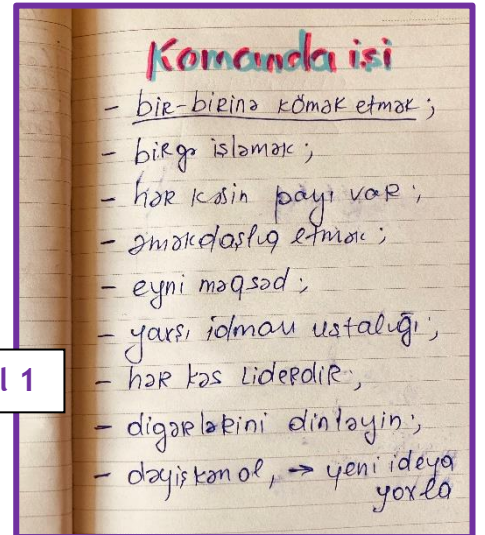 Komanda işi
- bir-birinə kömək etmək;
- birgə işləmək;
- hər kəsin payı var;
- əməkdaşlıq etmək;
- eyni məqsəd;
- yarşı idman ustalığı;
- hər kəs liderdir;
- digərlərini dinləyin;
- dəyişkən ol, → yeni ideya
yoxla
l 1